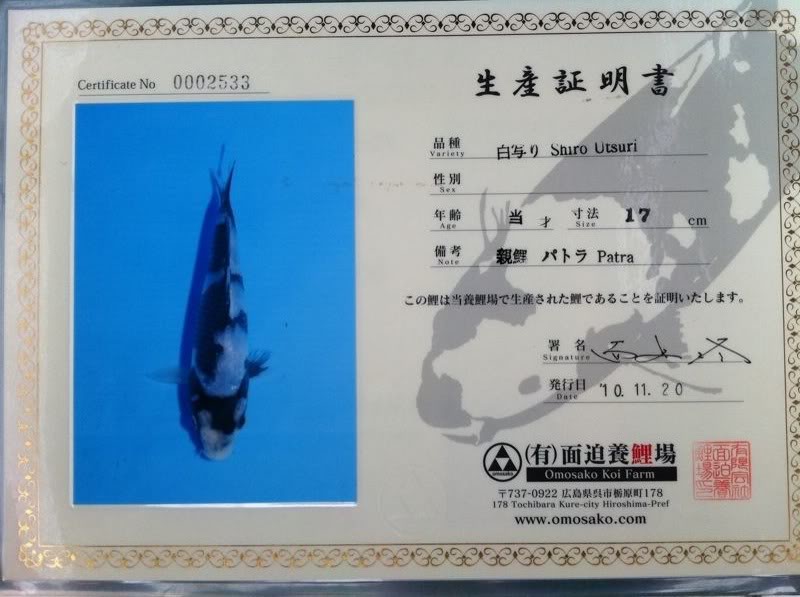 Certificate No 0002533
生産証明書
品種 白写り Shiro Utsuri
Variety
性別
Sex
年齢 当 才 寸法 17 cm
Age Size
備考 親鯉 パトラ Patra
Note
この鯉は当養鯉場で生産された鯉であることを証明いたします。
署名
Signature
発行日 '10.11.20
Date
(有)面迫養鯉場
omosako
Omosako Koi Farm
〒737-0922 広島県呉市栃原町178
178 Tochibara Kure-city Hiroshima-Pref
www.omosako.com